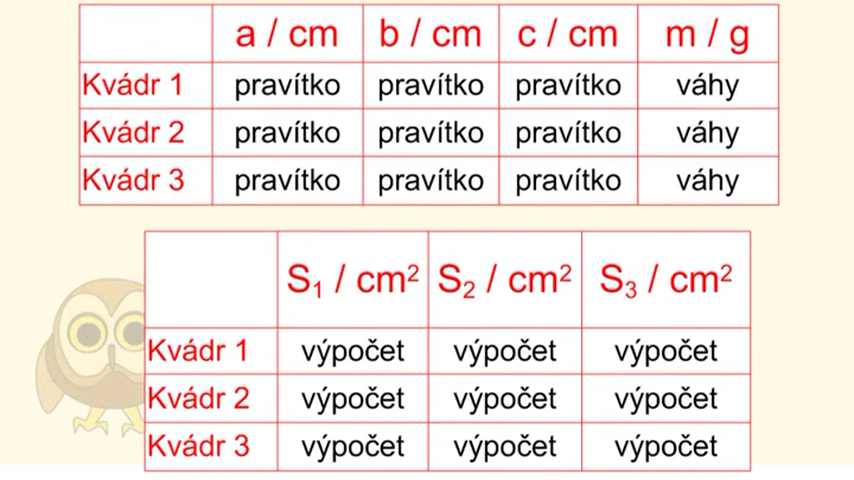 a / cm b / cm c / cm m / g
Kvádr 1 pravítko pravítko pravítko váhy
Kvádr 2 pravítko pravítko pravítko váhy
Kvádr 3 pravítko pravítko pravítko váhy
S₁ / cm² S₂ / cm² S₃ / cm²
Kvádr 1 výpočet výpočet výpočet
Kvádr 2 výpočet výpočet výpočet
Kvádr 3 výpočet výpočet výpočet